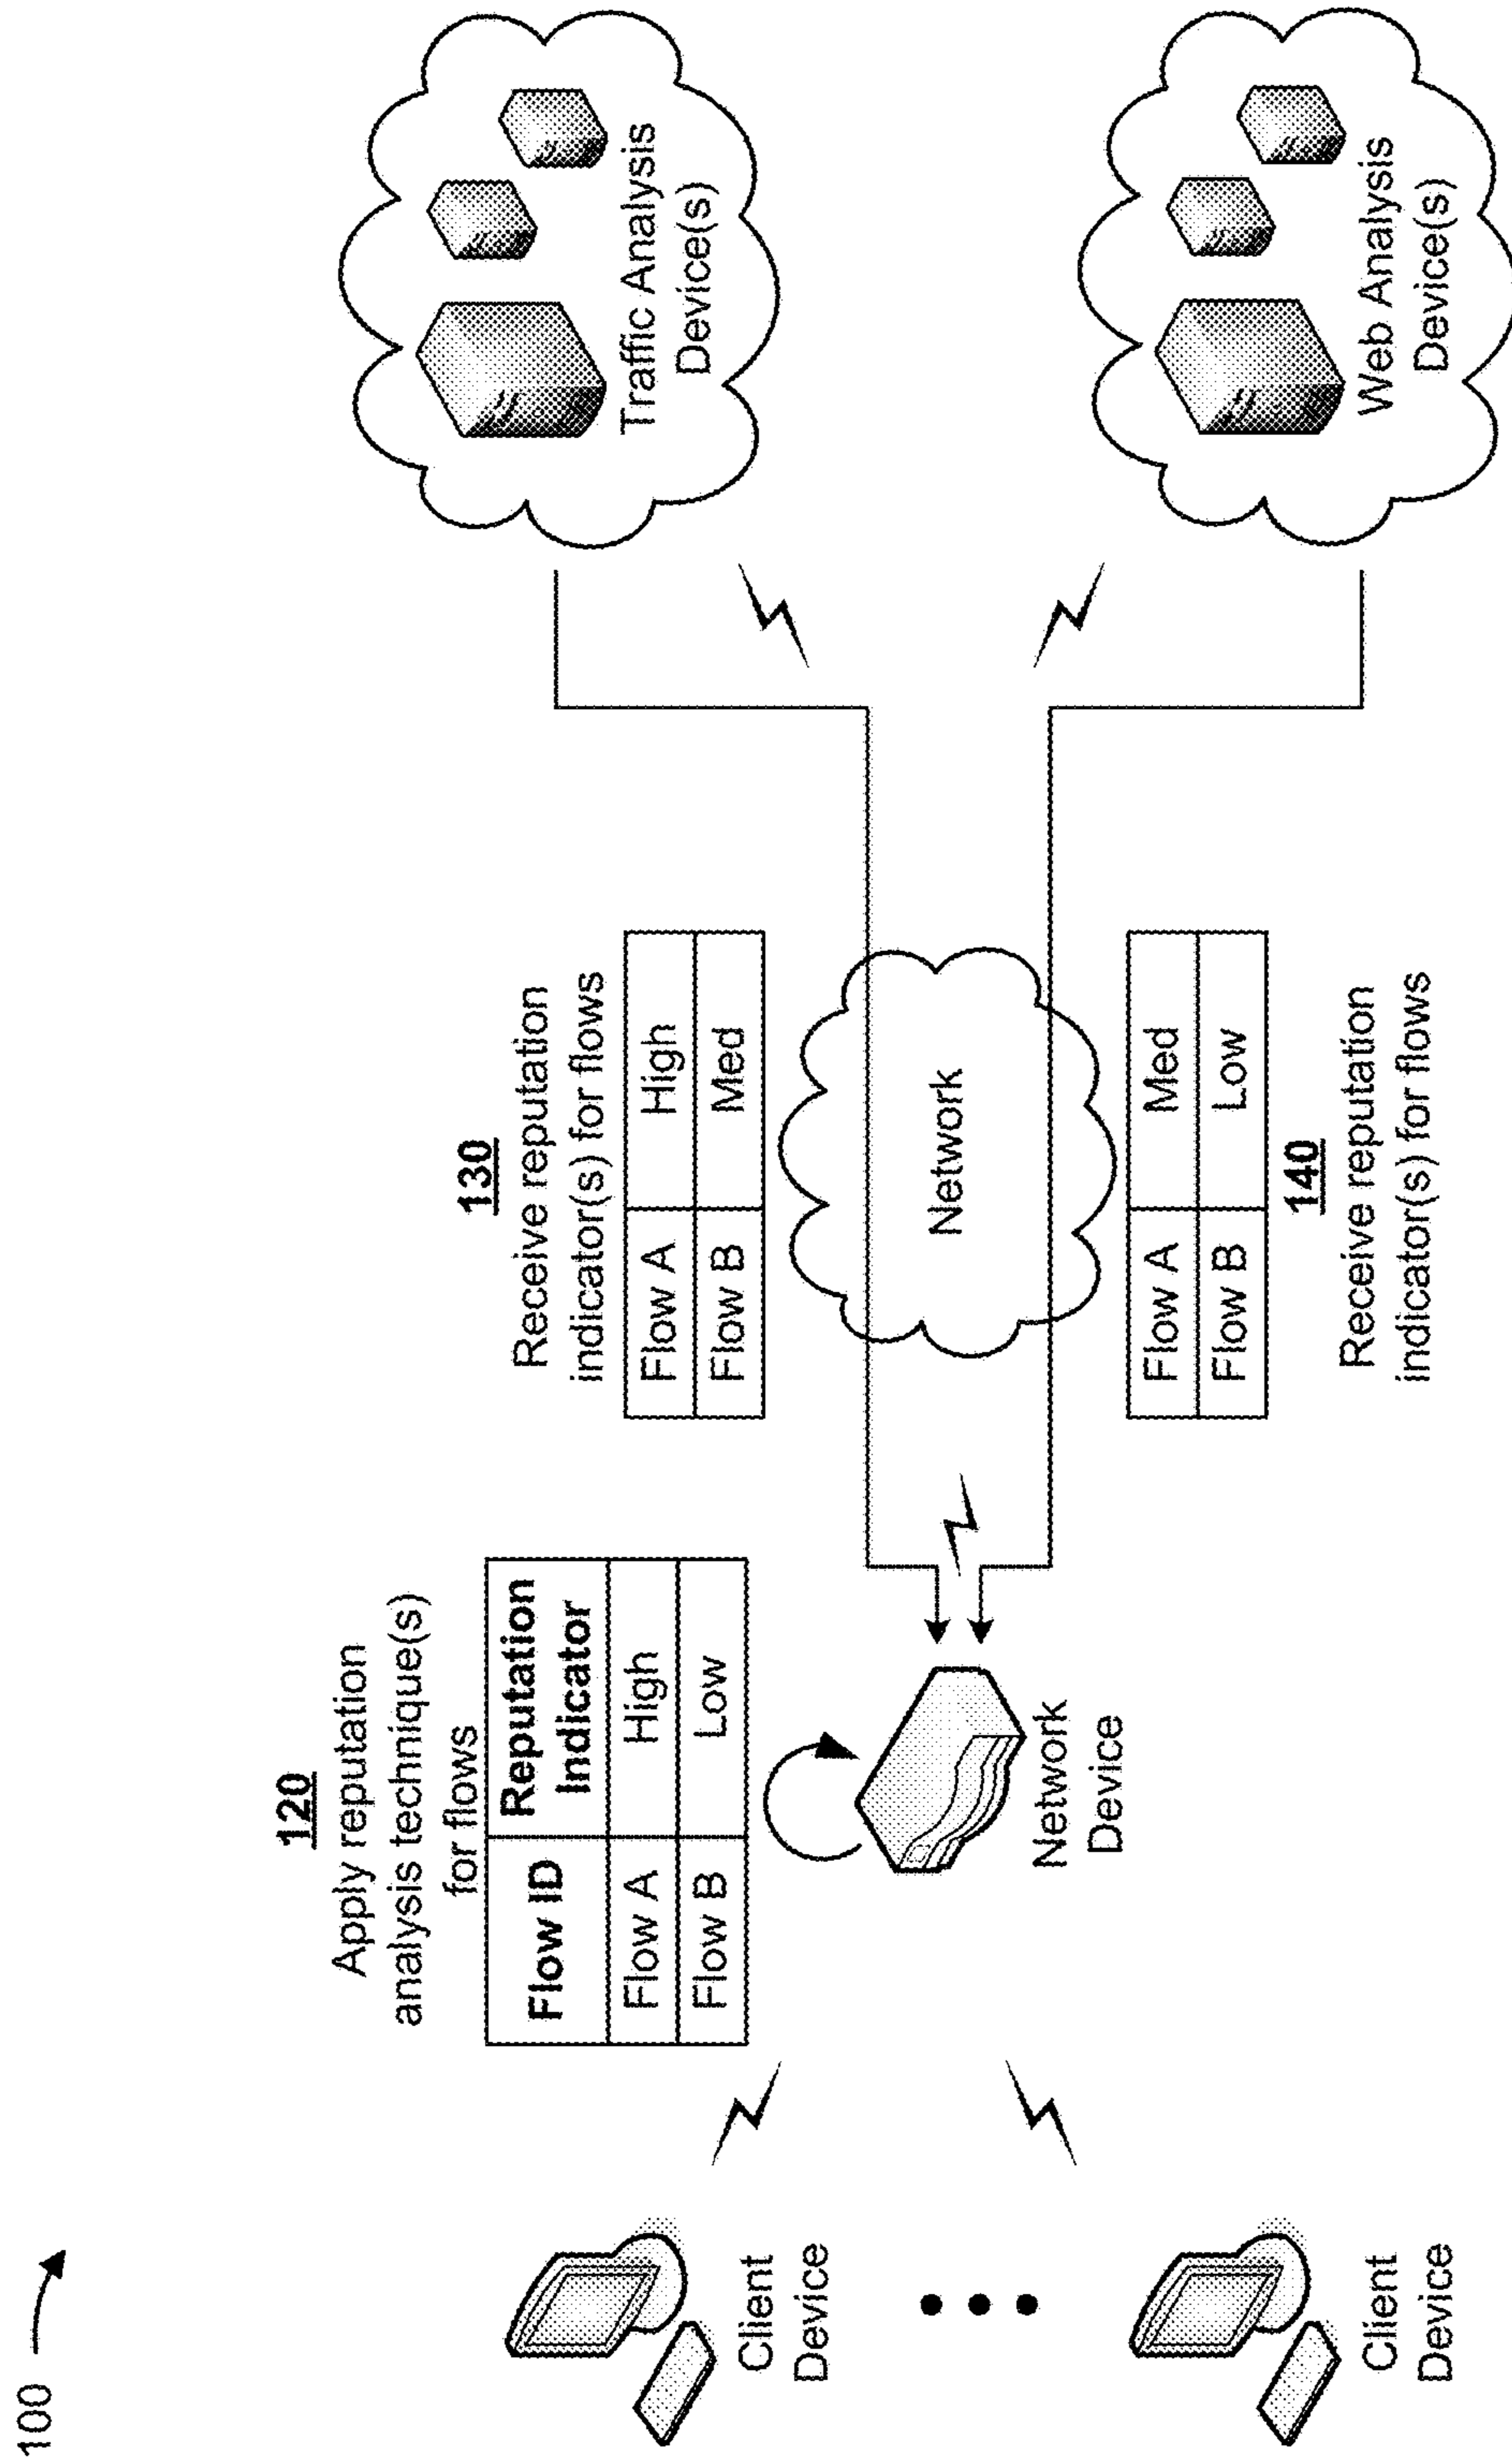 100
120
Apply reputation
analysis technique(s)
for flows
Flow ID Reputation
Indicator
Flow A High
Flow B Low
130
Receive reputation
indicator(s) for flows
Flow A High
Flow B Med
Traffic Analysis
Device(s)
Client
Device
Network
Device
Network
Flow A Med
Flow B Low
140
Receive reputation
indicator(s) for flows
Client
Device
Web Analysis
Device(s)